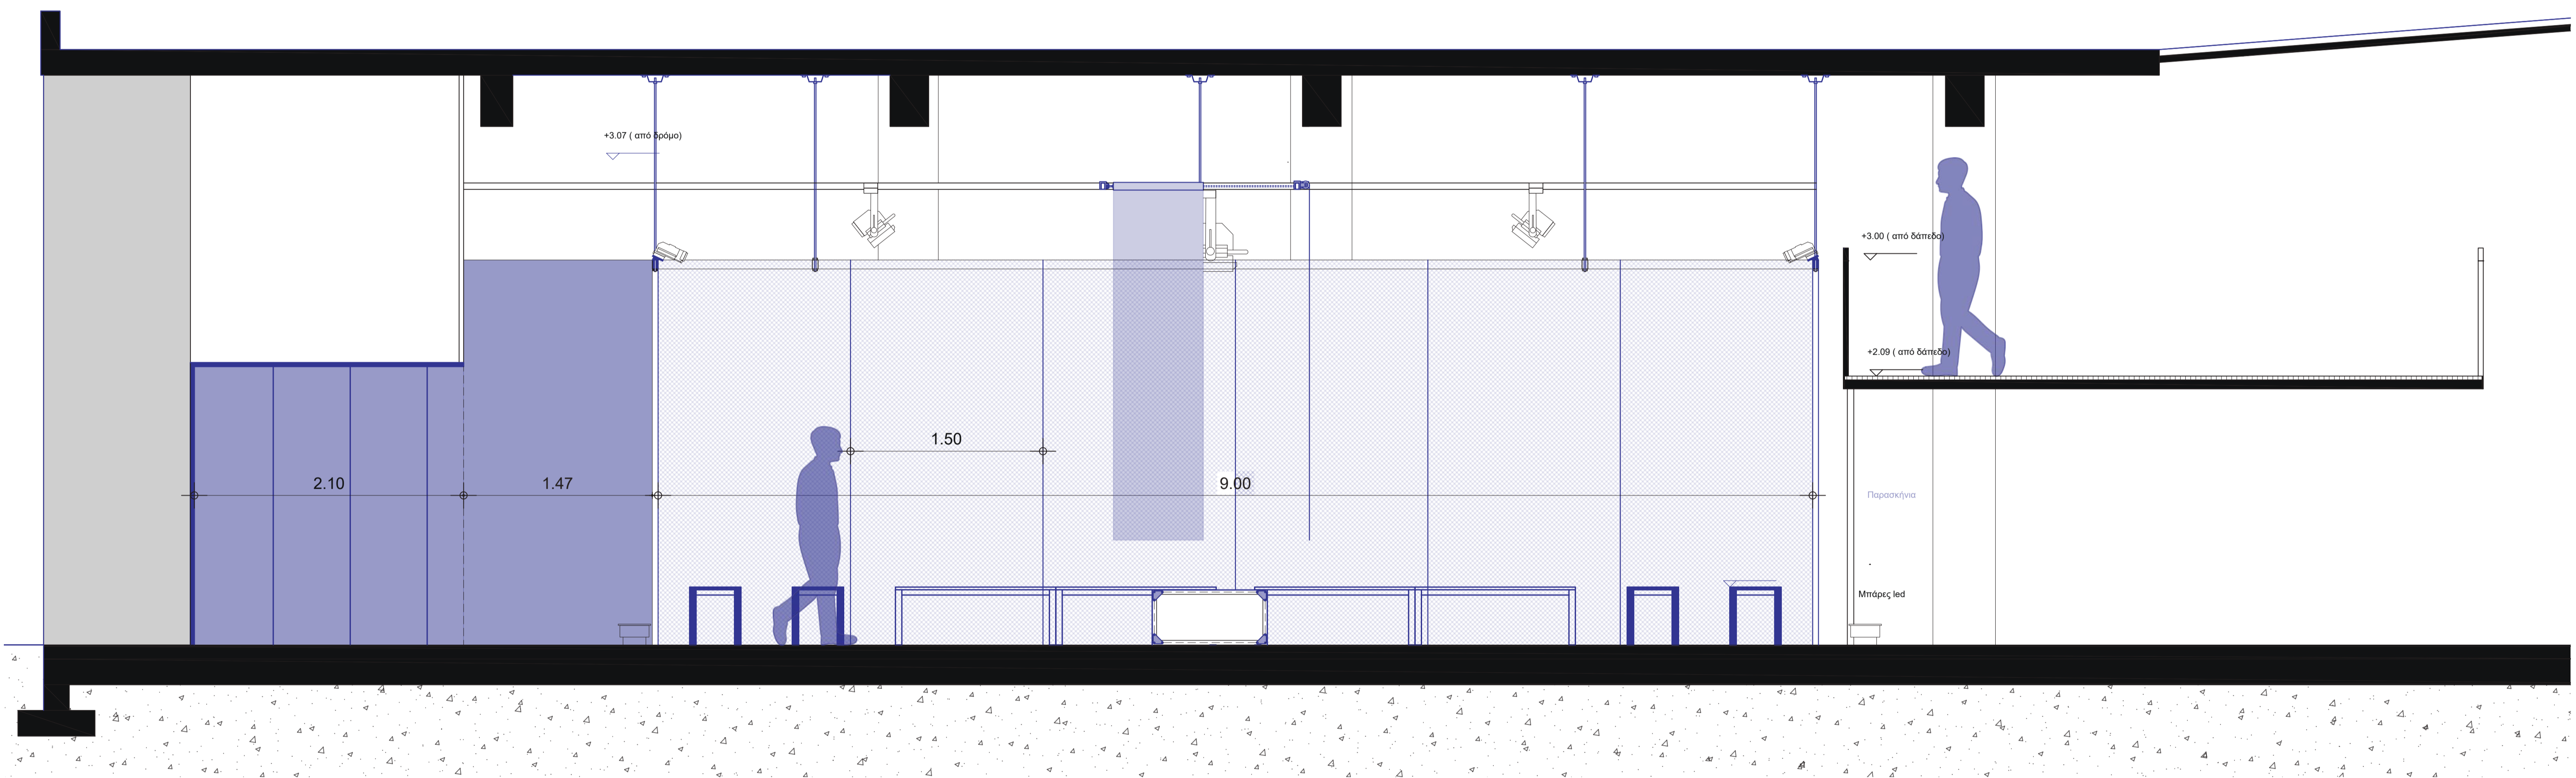 +3.07 ( από δρόμο)
+3.00 ( από δάπεδο)
+2.09 ( από δάπεδο)
1.50
2.10
1.47
9.00
Παρασκήνια
-
Μπάρες led